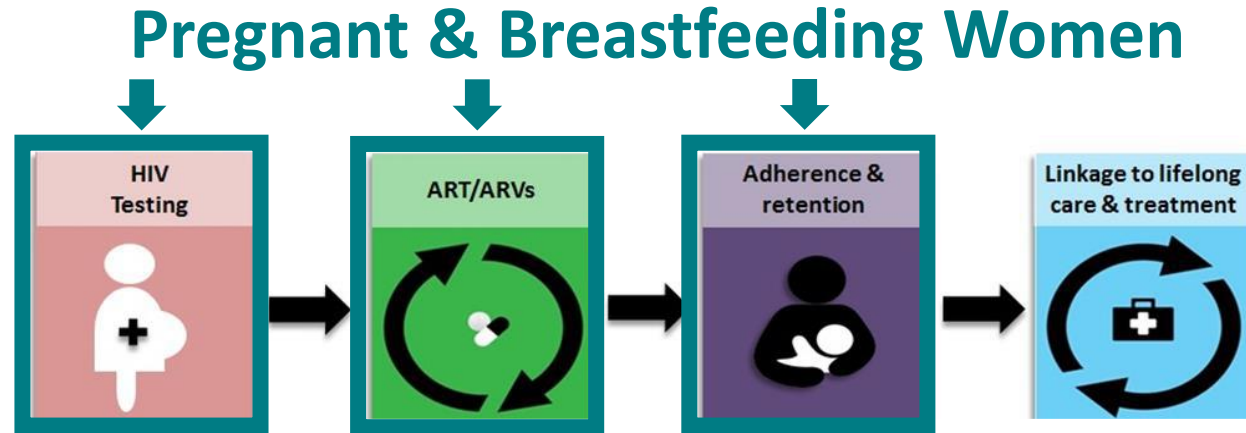 Pregnant & Breastfeeding Women
HIV
Testing
ART/ARVs
Adherence &
retention
Linkage to lifelong
care & treatment